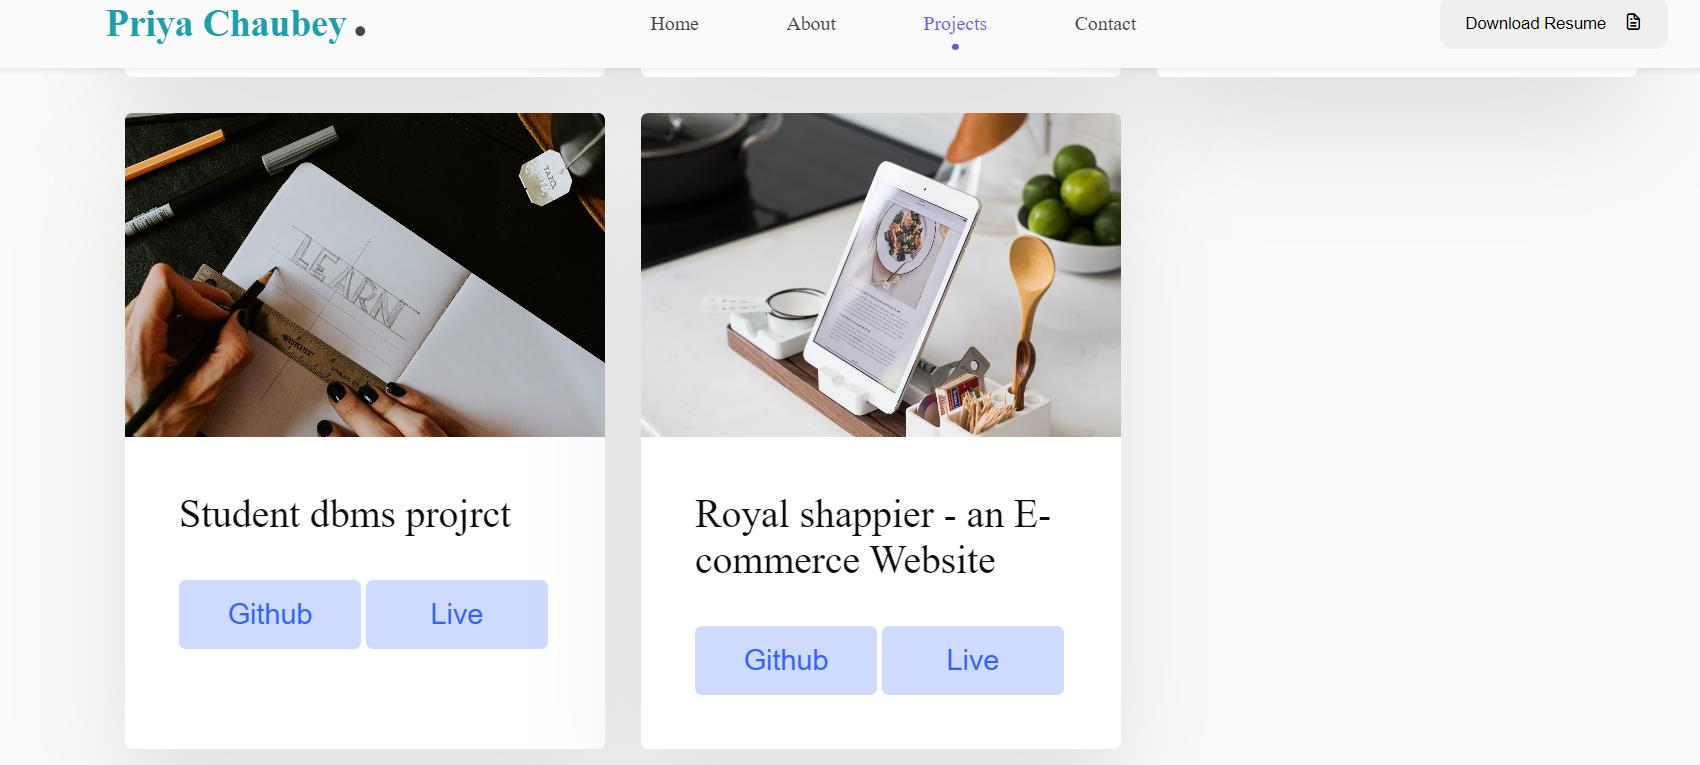 Priya Chaubey.
Home
About
Projects
Contact
Download Resume
TAZO
LEARN
Student dbms projrct
Github
Live
Royal shappier - an E-
commerce Website
Github
Live